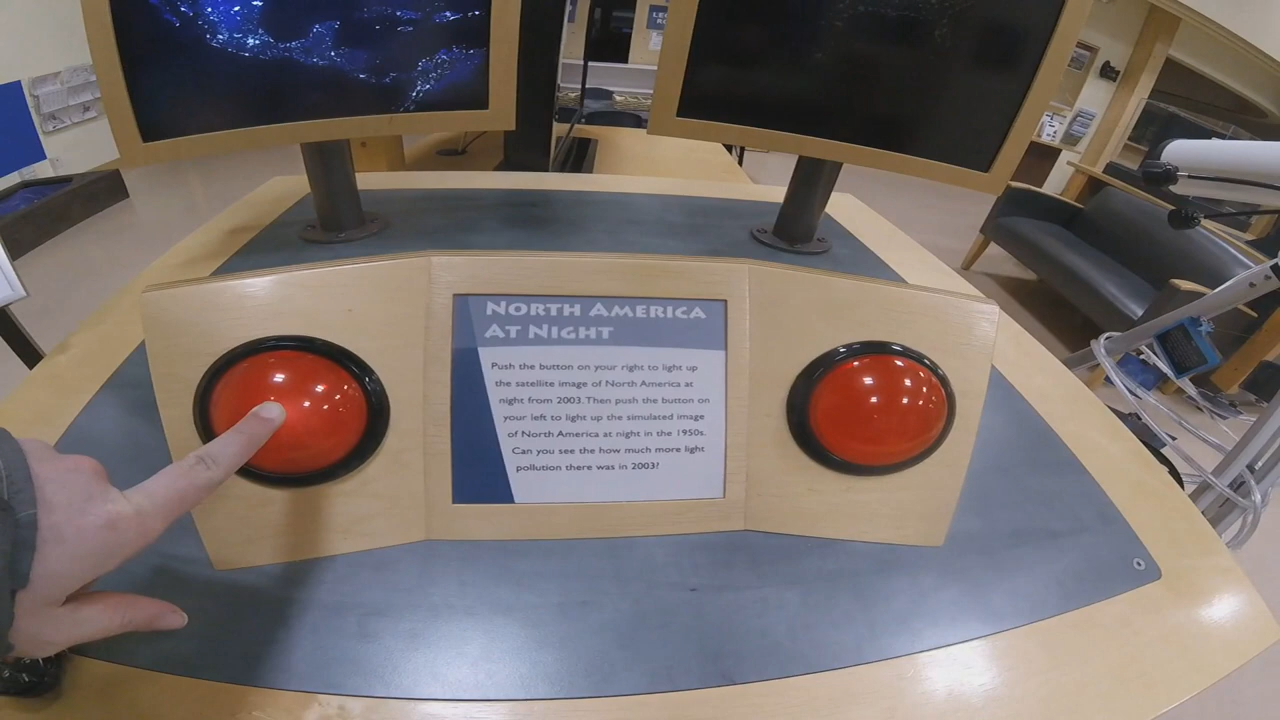 NORTH AMERICA
AT NIGHT
Push the button on your right to light up
the satellite image of North America at
night from 2003. Then push the button on
your left to light up the simulated image
of North America at night in the 1950s.
Can you see the how much more light
pollution there was in 2003?